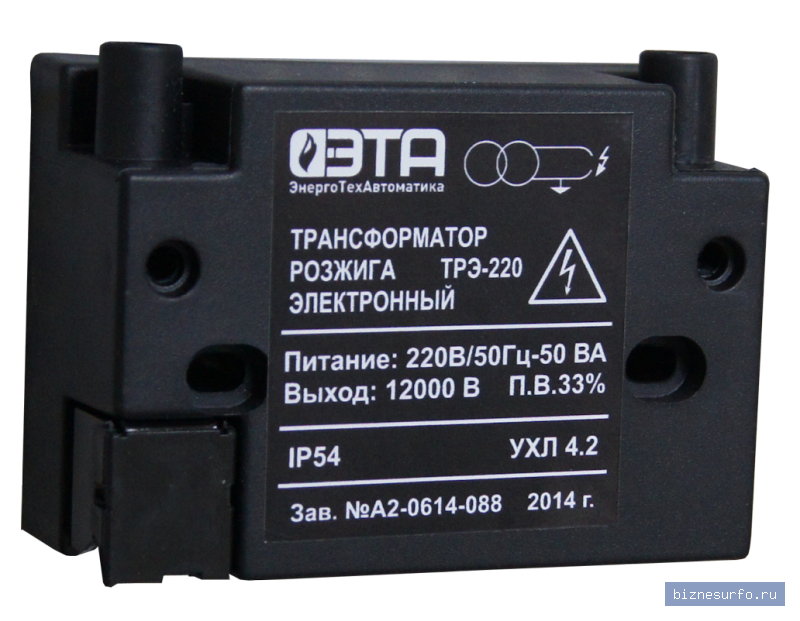 ЭТА
ЭнергоТехАвтоматика
ТРАНСФОРМАТОР
РОЗЖИГА ТРЭ-220
ЭЛЕКТРОННЫЙ
Питание: 220В/50Гц-50 ВА
Выход: 12000 В П.В.33%
IP54 УХЛ 4.2
Зав. №А2-0614-088 2014 г.
biznesurfo.ru